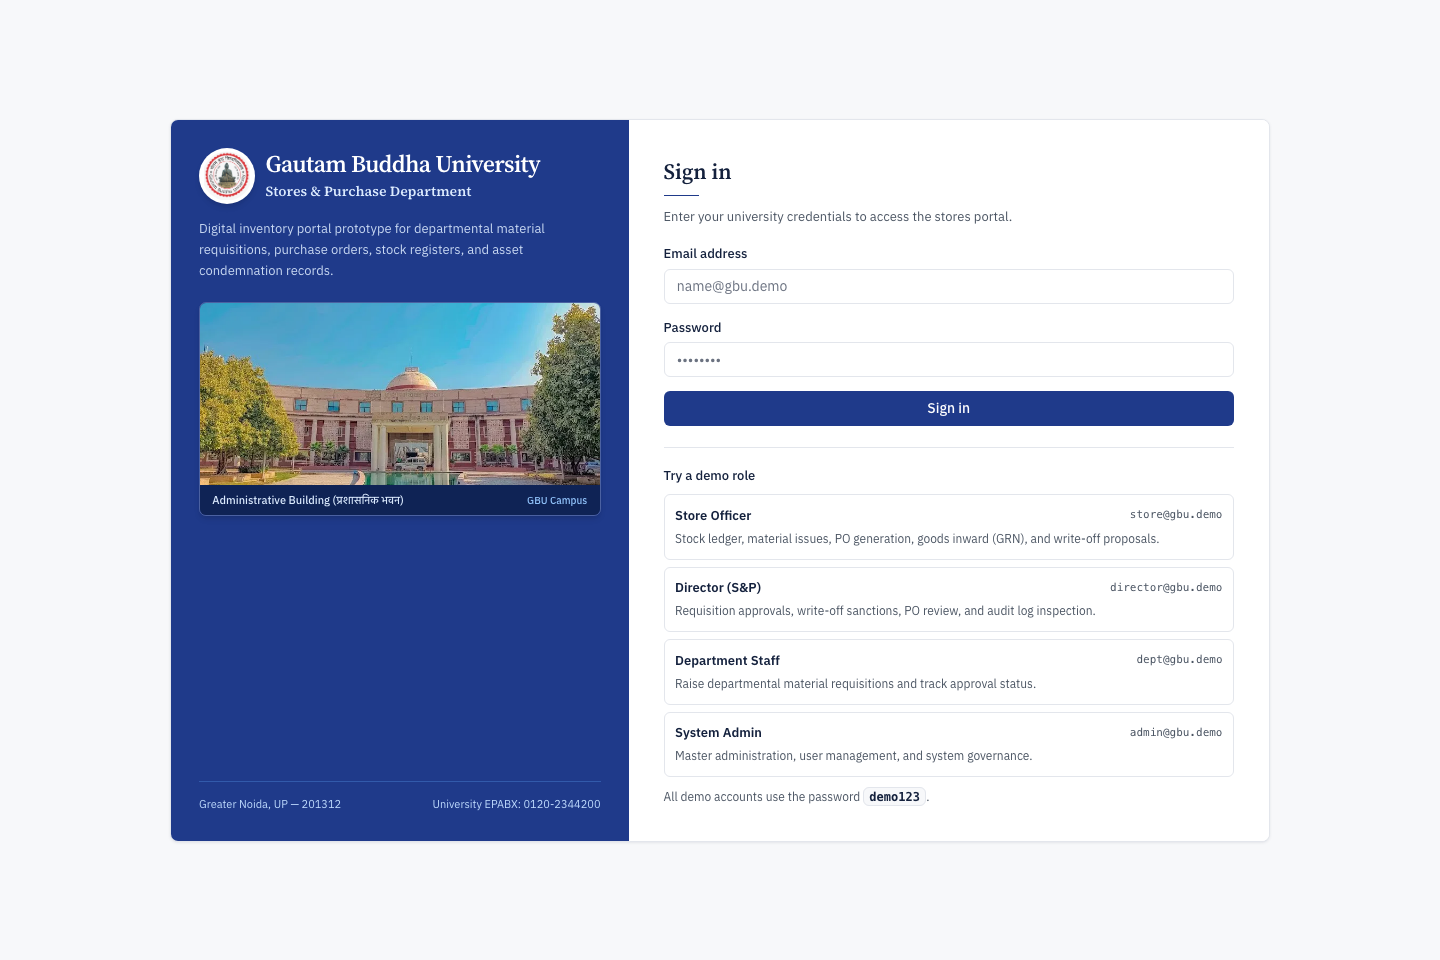 Gautam Buddha University
Stores & Purchase Department
Digital inventory portal prototype for departmental material
requisitions, purchase orders, stock registers, and asset
condemnation records.
Administrative Building (प्रशासनिक भवन)
GBU Campus
Greater Noida, UP — 201312
University EPABX: 0120-2344200
Sign in
Enter your university credentials to access the stores portal.
Email address
name@gbu.demo
Password
••••••••
Sign in
Try a demo role
Store Officer
store@gbu.demo
Stock ledger, material issues, PO generation, goods inward (GRN), and write-off proposals.
Director (S&P)
director@gbu.demo
Requisition approvals, write-off sanctions, PO review, and audit log inspection.
Department Staff
dept@gbu.demo
Raise departmental material requisitions and track approval status.
System Admin
admin@gbu.demo
Master administration, user management, and system governance.
All demo accounts use the password demo123.